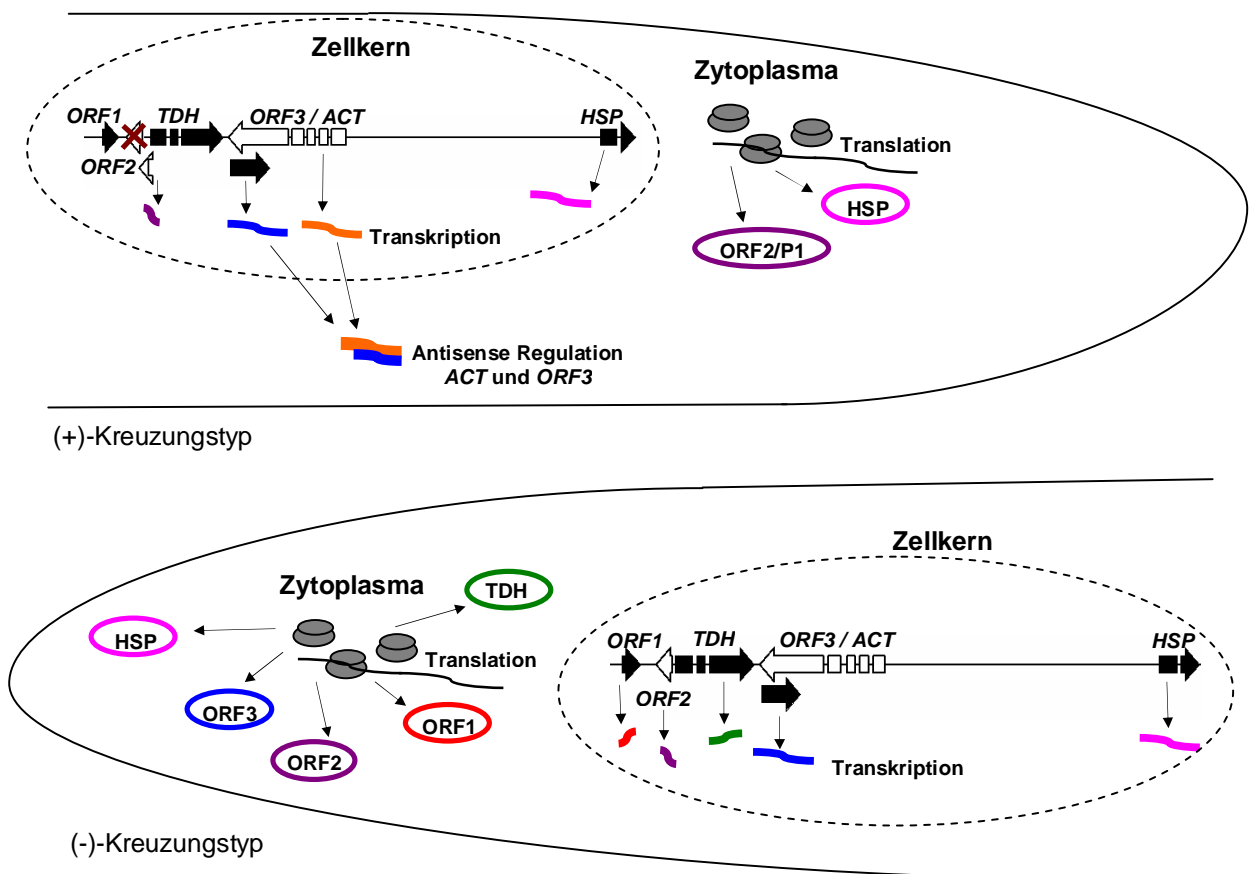 Zellkern
Zytoplasma
ORF1 TDH ORF3 / ACT HSP
ORF2
Translation
HSP
ORF2/P1
Transkription
Antisense Regulation
ACT und ORF3
(+)-Kreuzungstyp
Zellkern
Zytoplasma
TDH
HSP
Translation
ORF3
ORF1
ORF2
ORF1 TDH ORF3 / ACT HSP
ORF2
Transkription
(-)-Kreuzungstyp